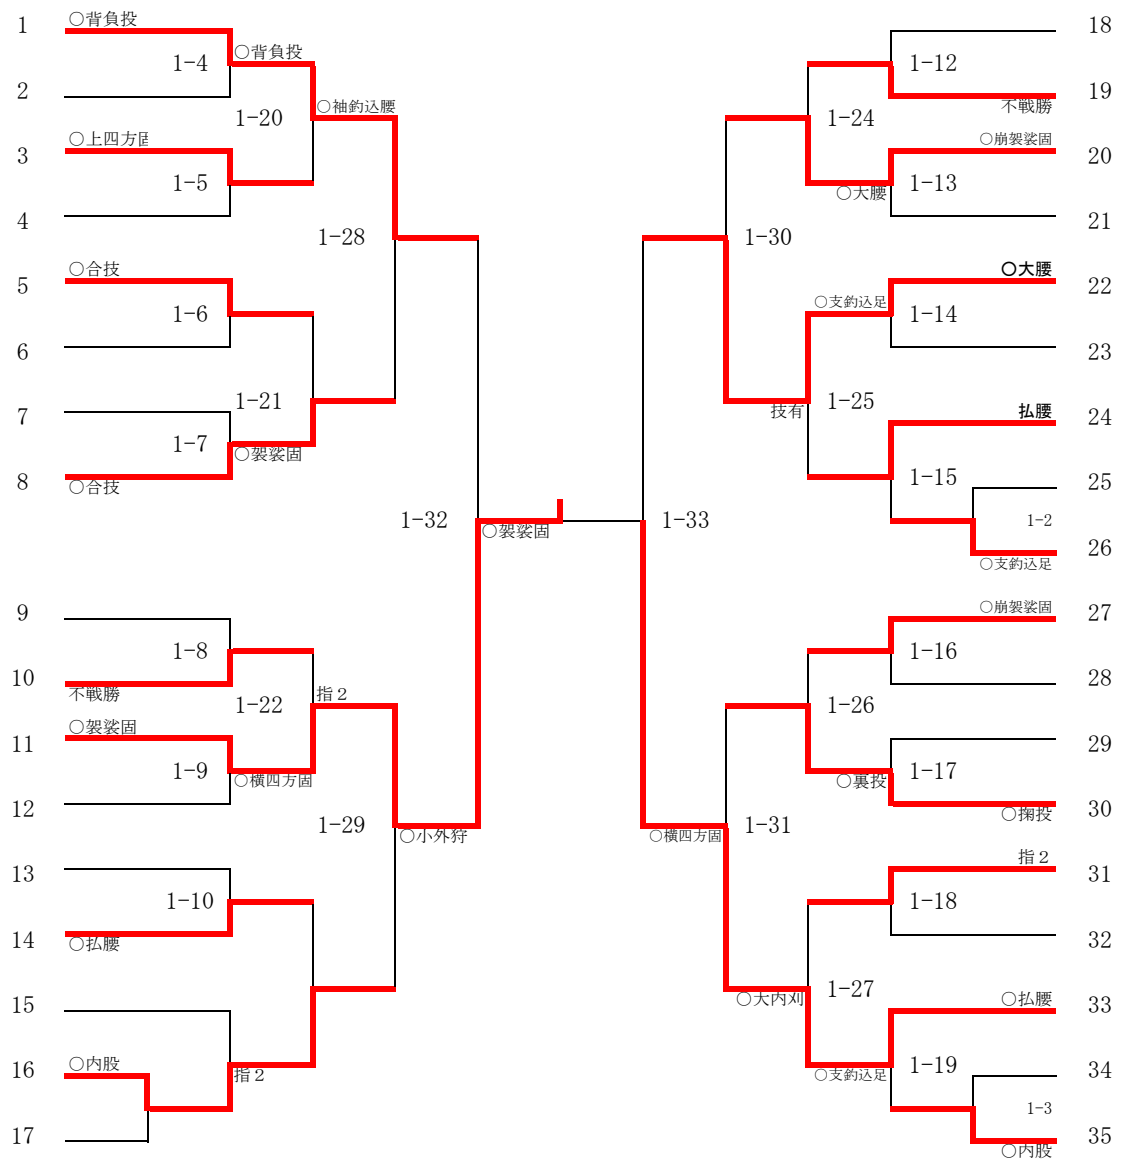 1
○背負投
1-4
○背負投
2
1-20
○袖釣込腰
3
○上四方固
1-5
4
1-28
5
○合技
1-6
6
1-21
7
1-7
○袈裟固
8
○合技
1-32
○袈裟固
9
1-8
10
不戦勝
1-22
指2
11
○袈裟固
1-9
○横四方固
12
1-29
○小外狩
13
1-10
14
○払腰
15
16
○内股
指2
17
18
1-12
19
不戦勝
1-24
20
○崩袈裟固
1-13
○大腰
21
1-30
22
○大腰
○支釣込足
1-14
23
1-25
技有
24
払腰
1-15
25
1-2
26
○支釣込足
1-33
27
○崩袈裟固
1-16
28
1-26
29
1-17
○裏投
30
○掬投
1-31
○横四方固
31
指2
1-18
32
1-27
○大内刈
33
○払腰
1-19
○支釣込足
34
1-3
35
○内股